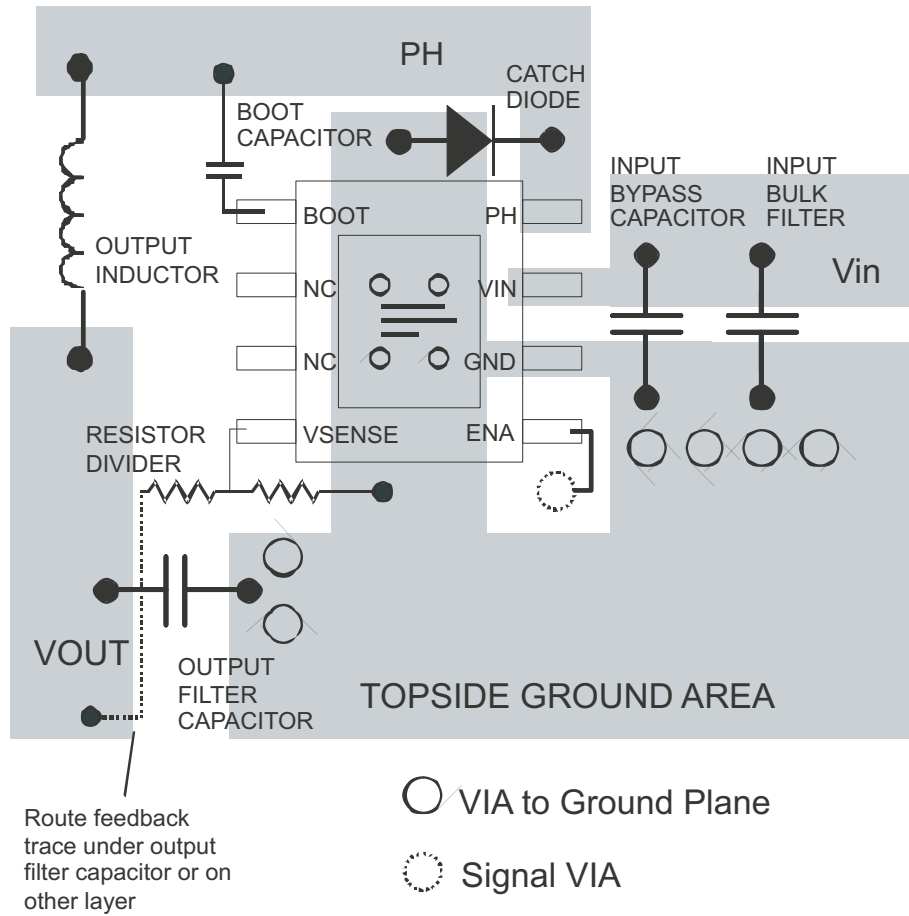 PH
CATCH
DIODE
BOOT
CAPACITOR
INPUT
BYPASS
CAPACITOR
INPUT
BULK
FILTER
Vin
OUTPUT
INDUCTOR
BOOT
PH
NC
VIN
NC
GND
VSENSE
ENA
RESISTOR
DIVIDER
VOUT
OUTPUT
FILTER
CAPACITOR
TOPSIDE GROUND AREA
Route feedback
trace under output
filter capacitor or on
other layer
VIA to Ground Plane
Signal VIA